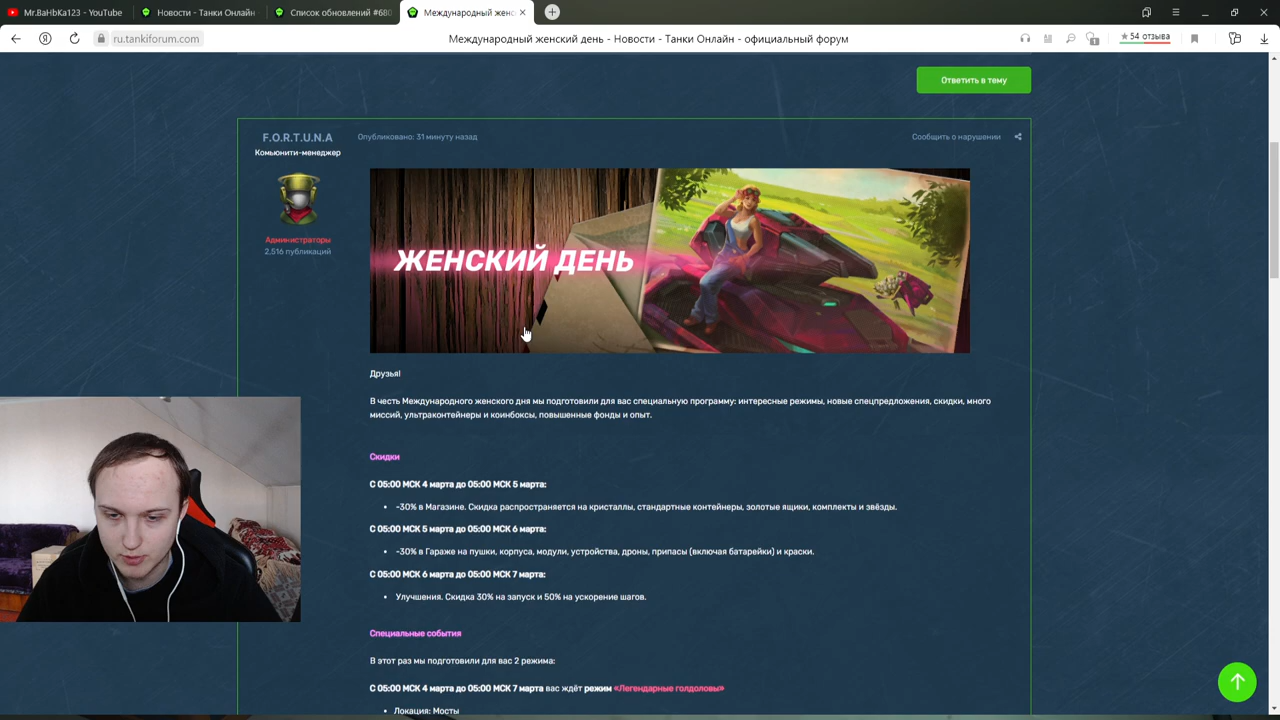 Mr.BaHbKa123 - YouTube
Новости - Танки Онлайн
Список обновлений #680
Международный женс
ru.tankiforum.com
Международный женский день - Новости - Танки Онлайн - официальный форум
54 отзыва
Ответить в тему
F.O.R.T.U.N.A
Опубликовано: 31 минуту назад
Сообщить о нарушении
Комьюнити-менеджер
Администраторы
2,516 публикаций
ЖЕНСКИЙ ДЕНЬ
Друзья!
В честь Международного женского дня мы подготовили для вас специальную программу: интересные режимы, новые спецпредложения, скидки, много
миссий, ультраконтейнеры и коинбоксы, повышенные фонды и опыт.
Скидки
С 05:00 МСК 4 марта до 05:00 МСК 5 марта:
-30% в Магазине. Скидка распространяется на кристаллы, стандартные контейнеры, золотые ящики, комплекты и звёзды.
С 05:00 МСК 5 марта до 05:00 МСК 6 марта:
-30% в Гараже на пушки, корпуса, модули, устройства, дроны, припасы (включая батарейки) и краски.
С 05:00 МСК 6 марта до 05:00 МСК 7 марта:
Улучшения. Скидка 30% на запуск и 50% на ускорение шагов.
Специальные события
В этот раз мы подготовили для вас 2 режима:
С 05:00 МСК 4 марта до 05:00 МСК 7 марта вас ждёт режим «Легендарные голдоловы»
Локация: Мосты